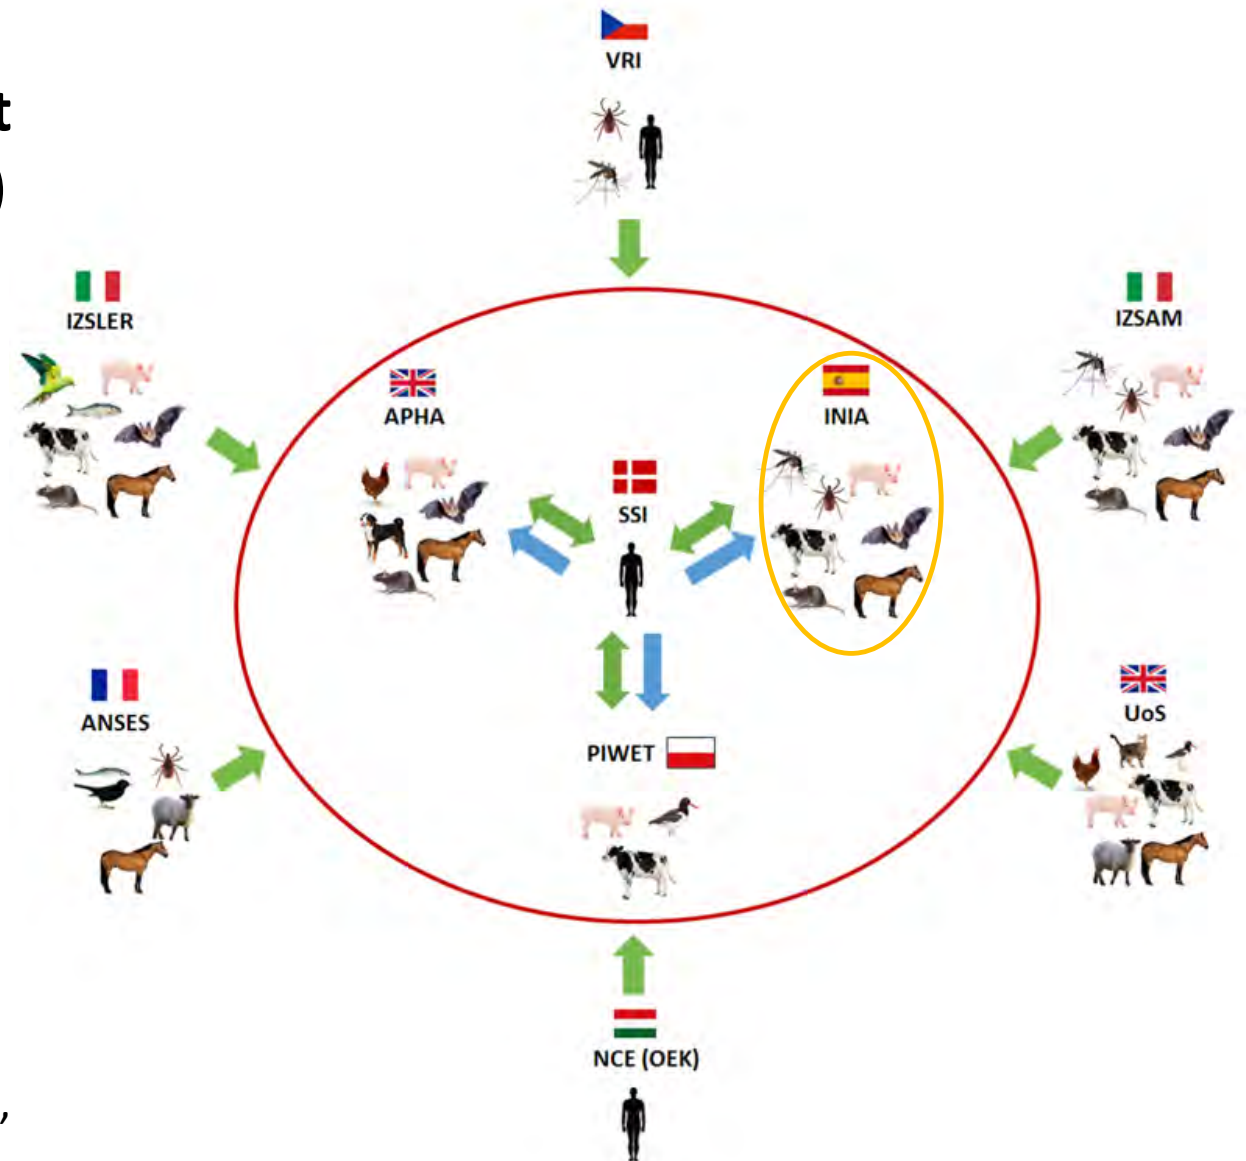 VRI
t
)
IZSLER
IZSAM
APHA
INIA
SSI
UoS
ANSES
PIWET
NCE (OEK)
,